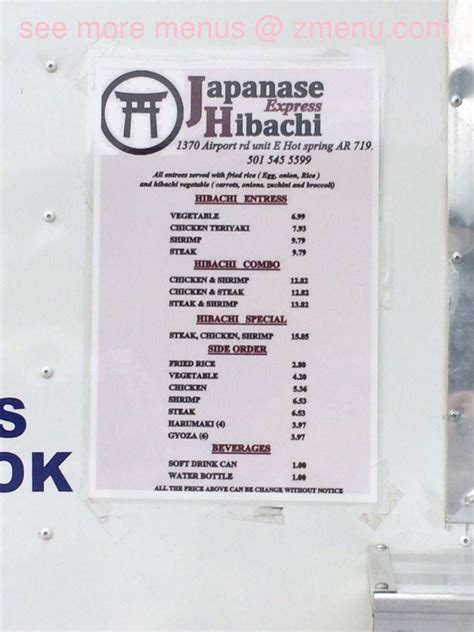 see more menus @ zmenu.com
Japanase
Express
Hibachi
1370 Airport rd unit E Hot spring AR 719
501 545 5599
All entrees served with fried rice ( Egg, onion, Rice )
and hibachi vegetable ( carrots, onions, zuchini and broccoli)
HIBACHI ENTRESS
VEGETABLE 6.99
CHICKEN TERIYAKI 7.93
SHRIMP 9.79
STEAK 9.79
HIBACHI COMBO
CHICKEN & SHRIMP 12.82
CHICKEN & STEAK 12.82
STEAK & SHRIMP 13.82
HIBACHI SPECIAL
STEAK, CHICKEN, SHRIMP 15.85
SIDE ORDER
FRIED RICE 2.80
VEGETABLE 4.20
CHICKEN 5.36
SHRIMP 6.53
STEAK 6.53
HARUMAKI (4) 3.97
GYOZA (6) 3.97
BEVERAGES
SOFT DRINK CAN 1.00
WATER BOTTLE 1.00
ALL THE PRICE ABOVE CAN BE CHANGE WITHOUT NOTICE
S
OK